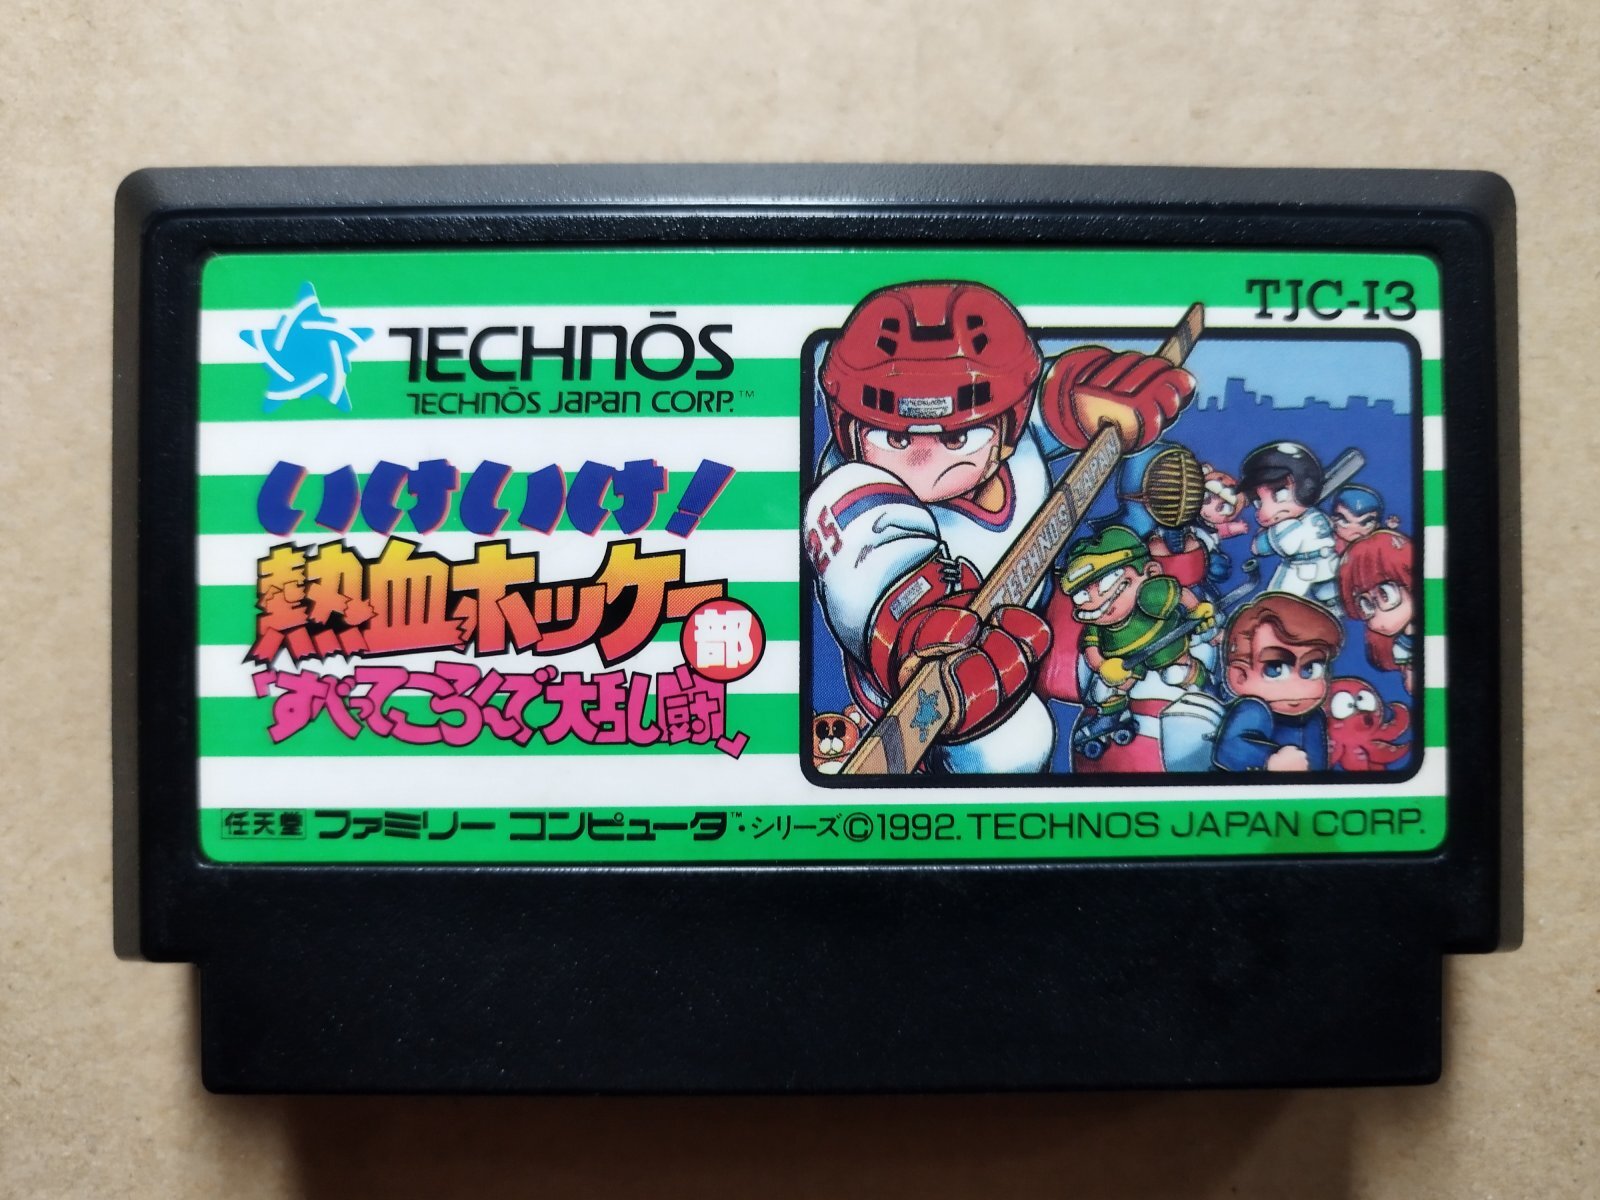 TECHNŌS
TECHNŌS JAPAN CORP.™
TJC-I3
いけいけ!
熱血ホッケー部
「すべってころんで大乱闘」
25
TECHNOS JAPAN
任天堂 ファミリーコンピュータ™・シリーズ©1992. TECHNOS JAPAN CORP.